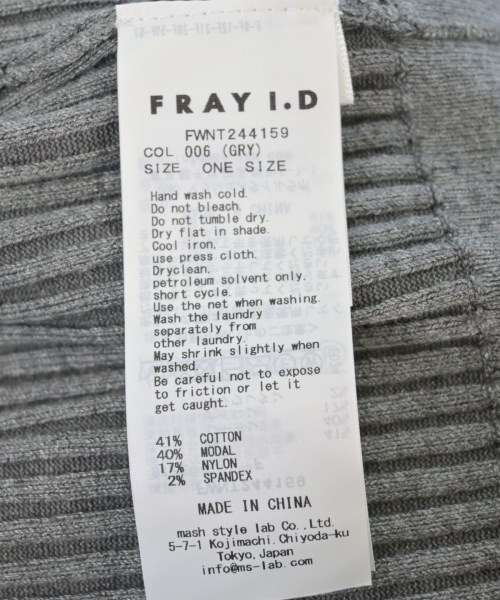 FRAY I.D
FWNT244159
COL 006 (GRY)
SIZE ONE SIZE
Hand wash cold.
Do not bleach.
Do not tumble dry.
Dry flat in shade.
Cool iron.
use press cloth.
Dryclean,
petroleum solvent only.
short cycle.
Use the net when washing.
Wash the laundry
separately from
other laundry.
May shrink slightly when
washed.
Be careful not to expose
to friction or let it
get caught.
41% COTTON
40% MODAL
17% NYLON
2% SPANDEX
MADE IN CHINA
mash style lab Co.,Ltd.
5-7-1 Kojimachi,Chiyoda-ku
Tokyo,Japan
info@ms-lab.com